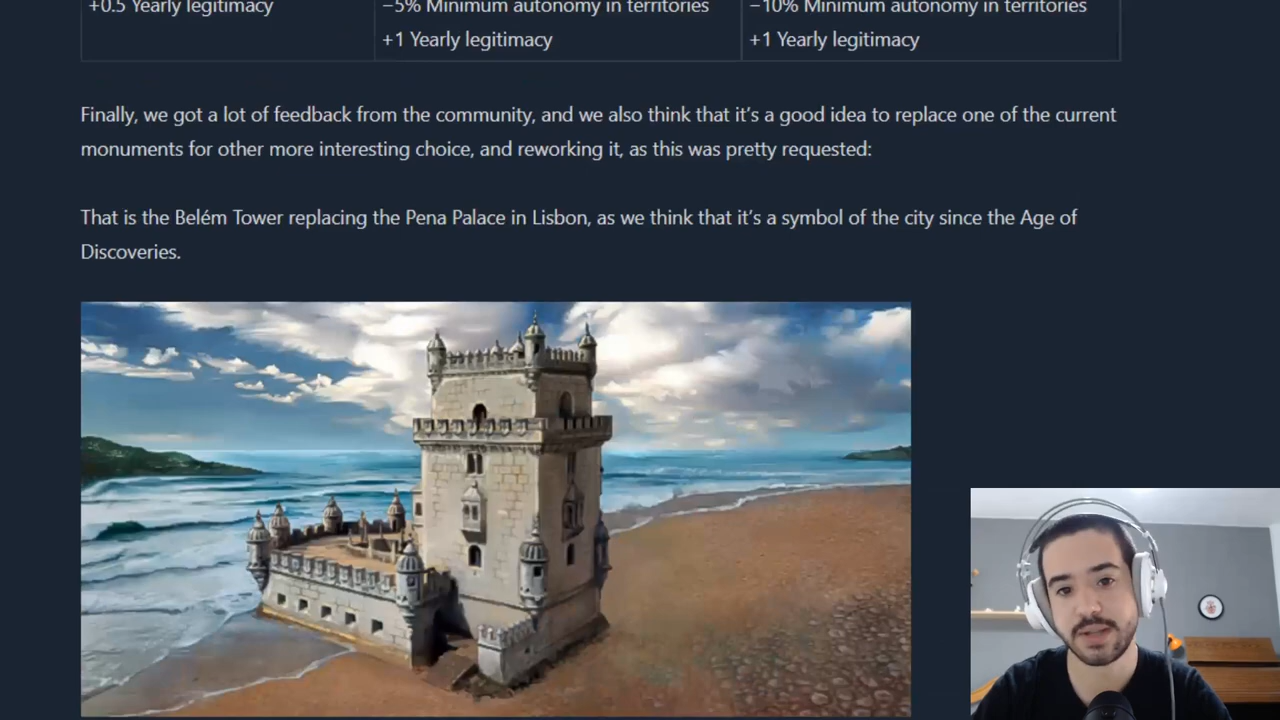 +0.5 Yearly legitimacy
−5% Minimum autonomy in territories
−10% Minimum autonomy in territories
+1 Yearly legitimacy
+1 Yearly legitimacy
Finally, we got a lot of feedback from the community, and we also think that it’s a good idea to replace one of the current
monuments for other more interesting choice, and reworking it, as this was pretty requested:
That is the Belém Tower replacing the Pena Palace in Lisbon, as we think that it’s a symbol of the city since the Age of
Discoveries.